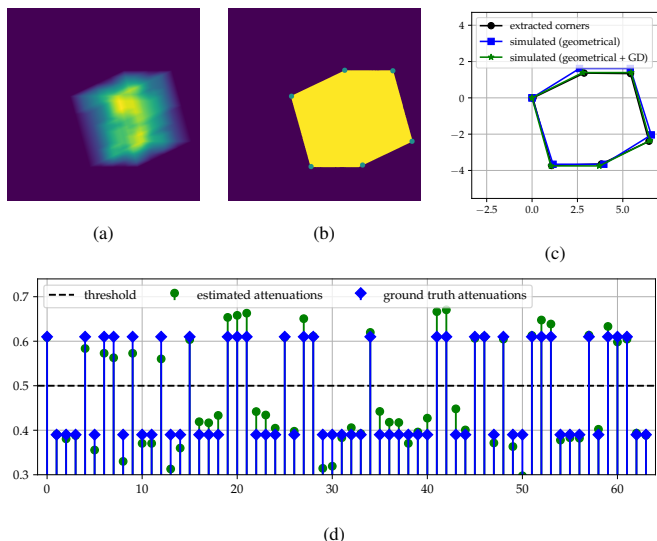 4
2
0
−2
−4
−2.5
0.0
2.5
5.0
extracted corners
simulated (geometrical)
simulated (geometrical + GD)
(a)
(b)
(c)
0.7
0.6
0.5
0.4
0.3
threshold
estimated attenuations
ground truth attenuations
0
10
20
30
40
50
60
(d)